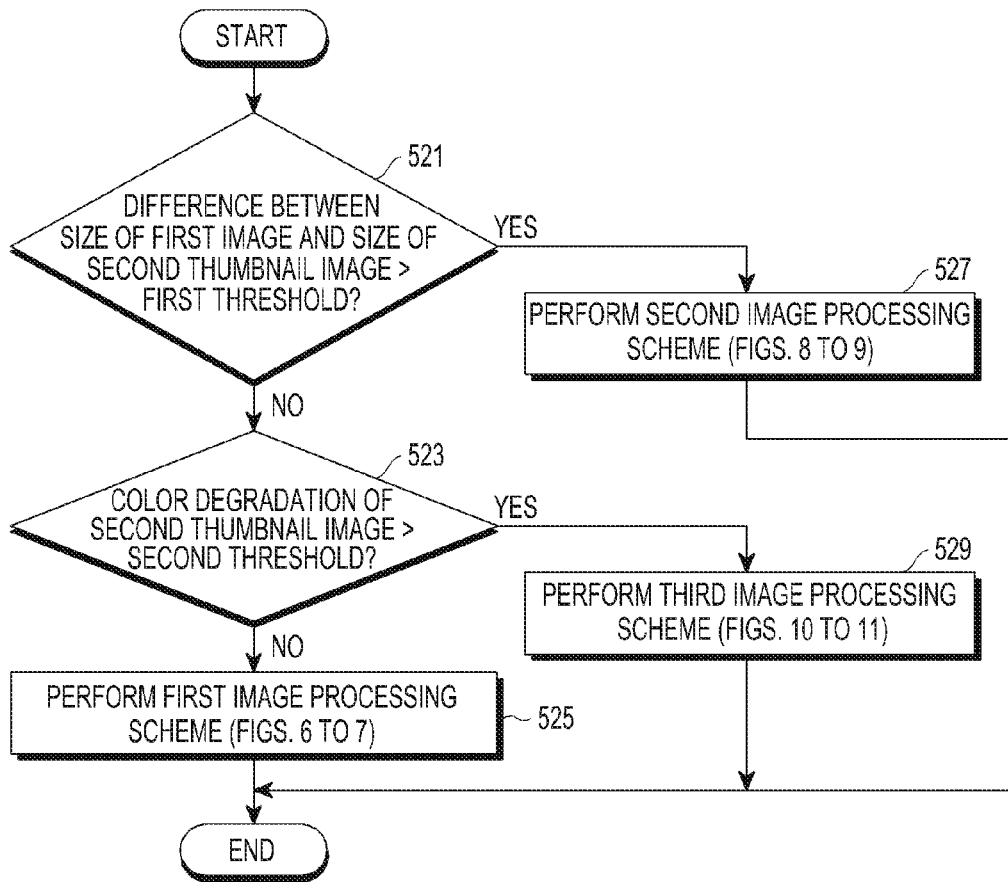 START
521
DIFFERENCE BETWEEN
SIZE OF FIRST IMAGE AND SIZE OF
SECOND THUMBNAIL IMAGE >
FIRST THRESHOLD?
YES
527
PERFORM SECOND IMAGE PROCESSING
SCHEME (FIGS. 8 TO 9)
NO
523
COLOR DEGRADATION OF
SECOND THUMBNAIL IMAGE >
SECOND THRESHOLD?
YES
529
PERFORM THIRD IMAGE PROCESSING
SCHEME (FIGS. 10 TO 11)
NO
PERFORM FIRST IMAGE PROCESSING
SCHEME (FIGS. 6 TO 7)
525
END